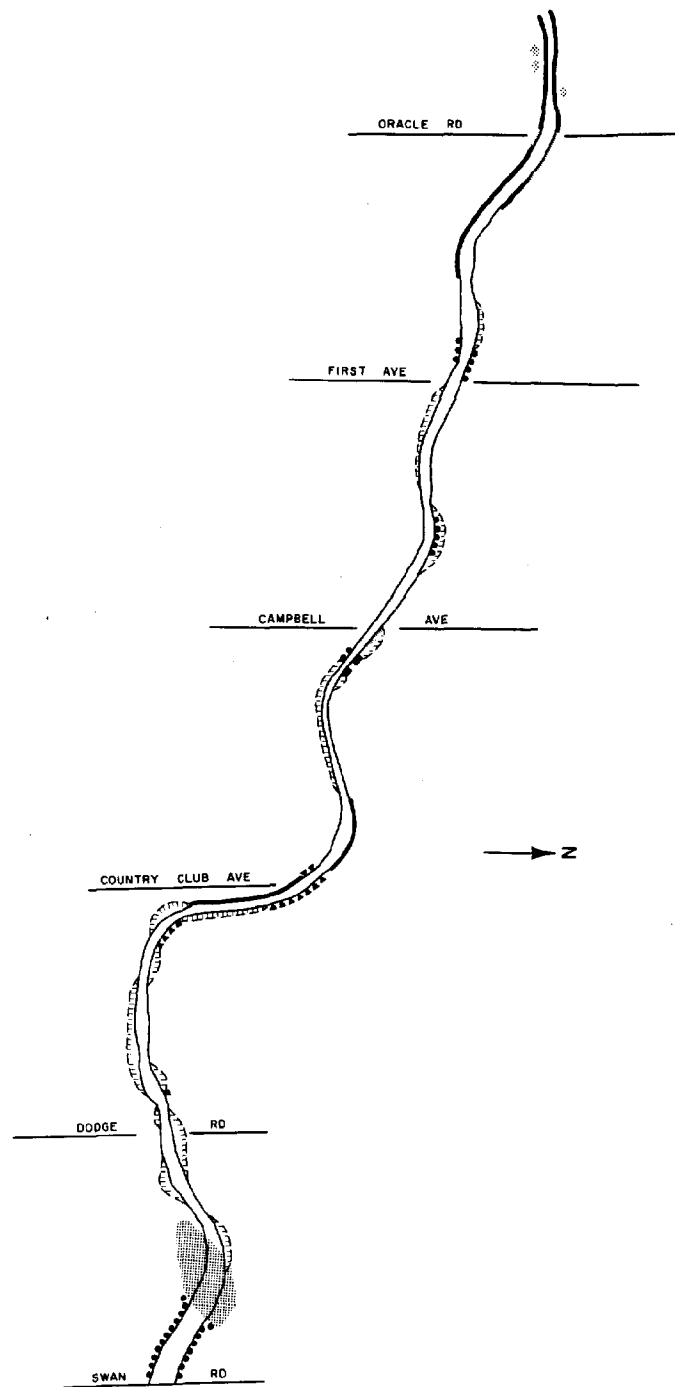 ORACLE RD
FIRST AVE
CAMPBELL AVE
N
COUNTRY CLUB AVE
DODGE RD
SWAN RD